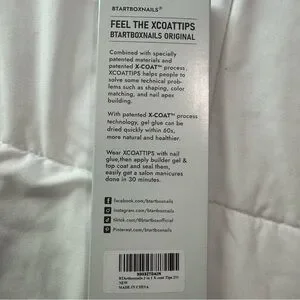 BTARTBOXNAILS®
FEEL THE XCOATTIPS
BTARTBOXNAILS ORIGINAL
Combined with specially
patented materials and
patented X-COAT™ process,
XCOATTIPS helps people to
solve some technical prob-
lems such as shaping, color
matching, and nail apex
building.
With patented X-COAT™ process
technology, gel glue can be
dried quickly within 60s,
more natural and healthier.
Wear XCOATTIPS with nail
glue,then apply builder gel &
top coat and seal them,
easily get a salon manicures
done in 30 minutes.
facebook.com/btartboxnails
instagram.com/btartboxnails
tiktok.com/@btartboxofficial
Pinterest.com/btartboxnails
NEW
MADE IN CHINA